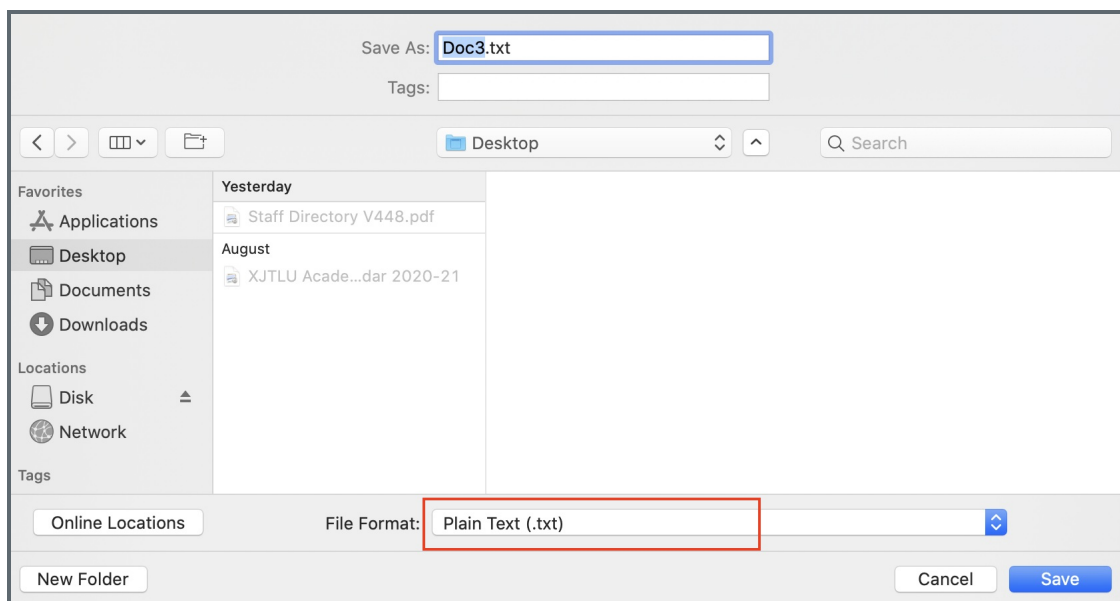 Save As: Doc3.txt
Tags:
Desktop
Search
Favorites
Applications
Desktop
Documents
Downloads
Locations
Disk
Network
Tags
Yesterday
Staff Directory V448.pdf
August
XJTLU Acade...dar 2020-21
Online Locations
File Format: Plain Text (.txt)
New Folder
Cancel
Save